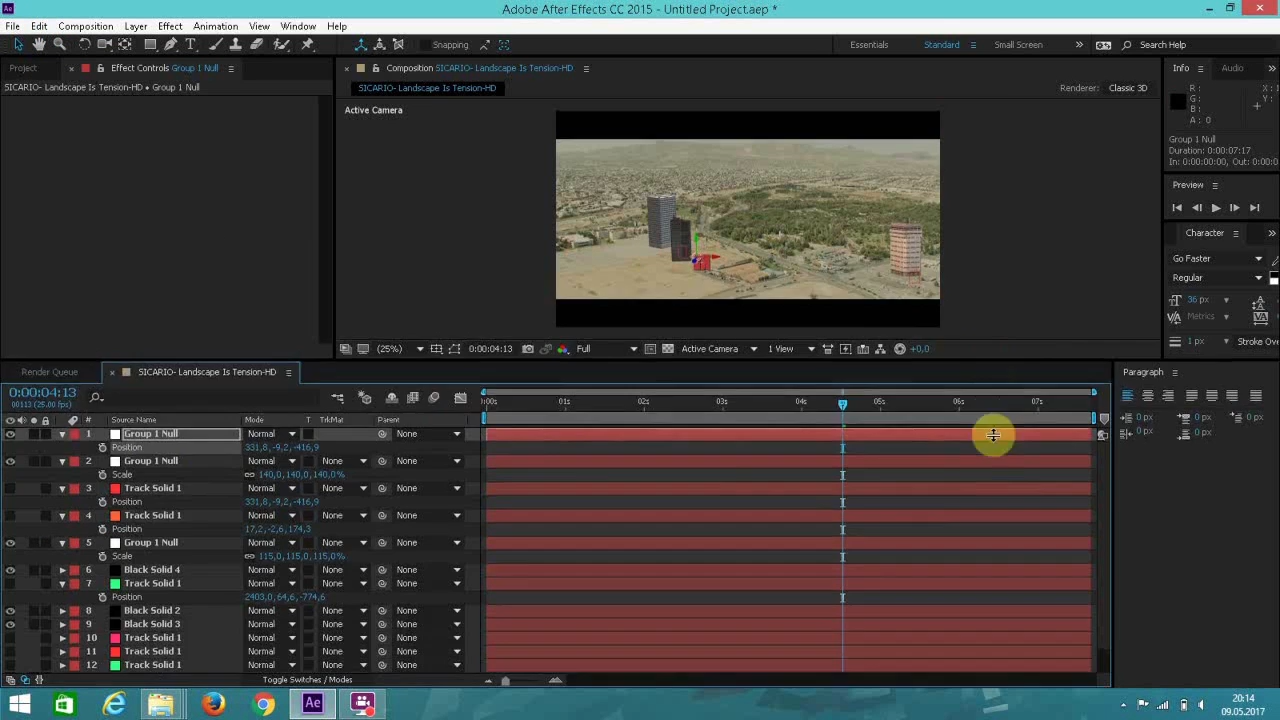 Adobe After Effects CC 2015 - Untitled Project.aep *
File Edit Composition Layer Effect Animation View Window Help
Snapping Essentials Standard Small Screen Search Help
Project Effect Controls Group 1 Null Composition SICARIO- Landscape Is Tension-HD Info Audio
SICARIO- Landscape Is Tension-HD • Group 1 Null SICARIO- Landscape Is Tension-HD Renderer: Classic 3D
Active Camera
R :
G :
B :
A : 0
X :
Y :
Group 1 Null
Duration: 0:00:07:17
In: 0:00:00:00, Out: 0:00:0
Preview
Character
Go Faster
Regular
36 px
Metrics
1 px Stroke Ove
(25%) 0:00:04:13 Full Active Camera 1 View +0,0
Render Queue SICARIO- Landscape Is Tension-HD Paragraph
0:00:04:13
00113 (25.00 fps)
:00s 01s 02s 03s 04s 05s 06s 07s
# Source Name Mode T TrkMat Parent
0 px 0 px 0 px
0 px 0 px
1 Group 1 Null Normal None
Position 331,8,-9,2,-416,9
2 Group 1 Null Normal None None
Scale 140,0,140,0,140,0%
3 Track Solid 1 Normal None None
Position 331,8,-9,2,-416,9
4 Track Solid 1 Normal None None
Position 17,2,-2,6,174,3
5 Group 1 Null Normal None None
Scale 115,0,115,0,115,0%
6 Black Solid 4 Normal None None
7 Track Solid 1 Normal None None
Position 2403,0,64,6,-774,6
8 Black Solid 2 Normal None None
9 Black Solid 3 Normal None None
10 Track Solid 1 Normal None None
11 Track Solid 1 Normal None None
12 Track Solid 1 Normal None None
Toggle Switches / Modes
Ae
20:14
09.05.2017